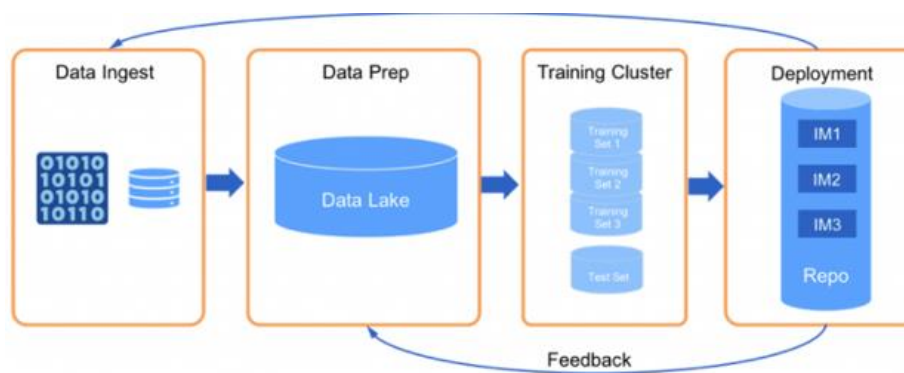 Data Ingest
Data Prep
Training Cluster
Deployment
01010
10101
01010
10110
Data Lake
Training
Set 1
Training
Set 2
Training
Set 3
Test Set
IM1
IM2
IM3
Repo
Feedback